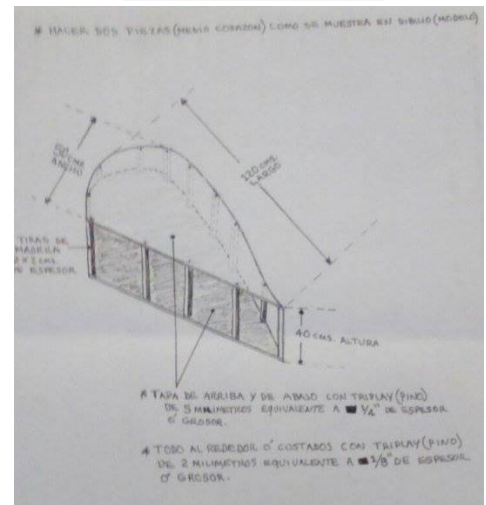 * HACER DOS PIEZAS (MEDIO CORAZON) COMO SE MUESTRA EN DIBUJO (MODELO)
50 CMS.
ANCHO
120 CMS.
LARGO
TIRAS DE
MADERA
2 X 2 CMS.
DE ESPESOR
40 CMS. ALTURA
* TAPA DE ARRIBA Y DE ABAJO CON TRIPLAY (PINO)
DE 5 MILIMETROS EQUIVALENTE A 1/4" DE ESPESOR
Ó GROSOR.
* TODO AL REDEDOR Ó COSTADOS CON TRIPLAY (PINO)
DE 2 MILIMETROS EQUIVALENTE A 1/8" DE ESPESOR
Ó GROSOR.